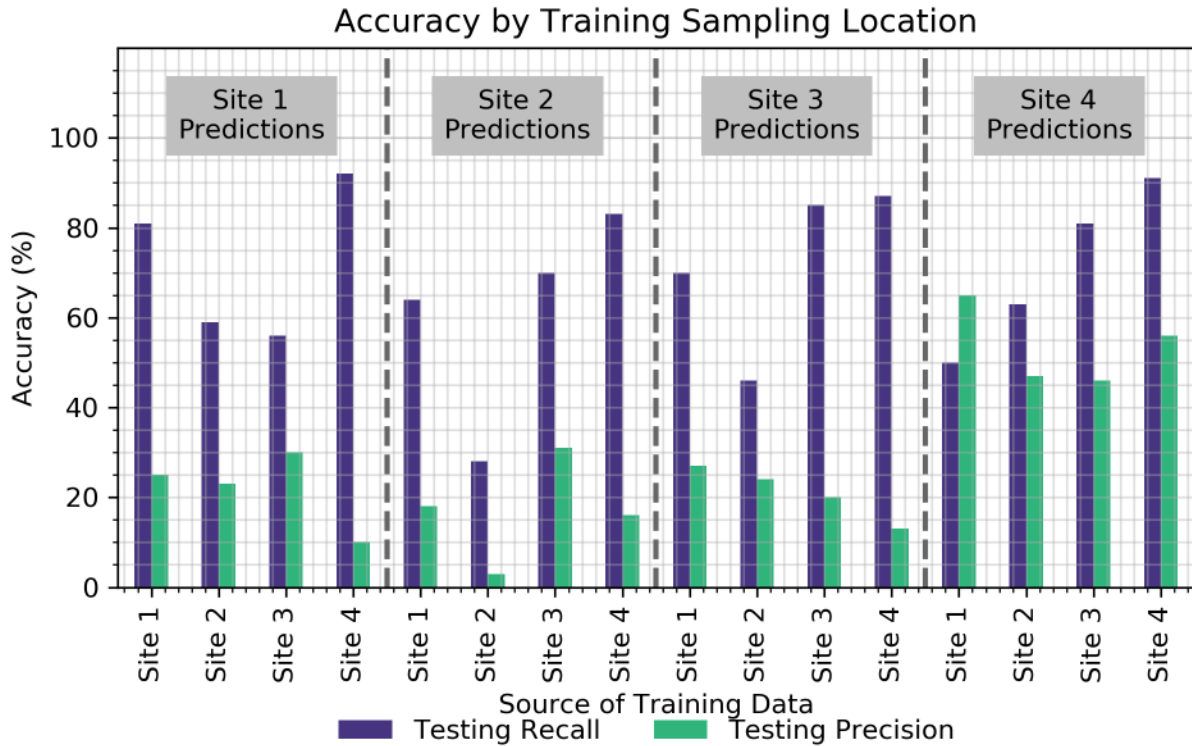 Accuracy by Training Sampling Location
Site 1
Predictions
Site 2
Predictions
Site 3
Predictions
Site 4
Predictions
Accuracy (%)
100
80
60
40
20
0
Site 1
Site 2
Site 3
Site 4
Site 1
Site 2
Site 3
Site 4
Site 1
Site 2
Site 3
Site 4
Site 1
Site 2
Site 3
Site 4
Source of Training Data
Testing Recall
Testing Precision